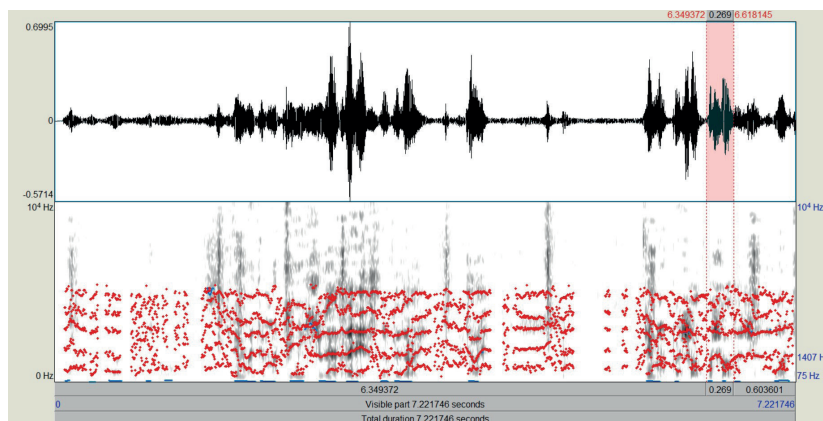 6.349372 0.269 6.618145
0.6995
0
-0.5714
10⁴ Hz 10⁴ Hz
1407 H
0 Hz 75 Hz
6.349372 0.269 0.603601
0 Visible part 7.221746 seconds 7.221746
Total duration 7.221746 seconds